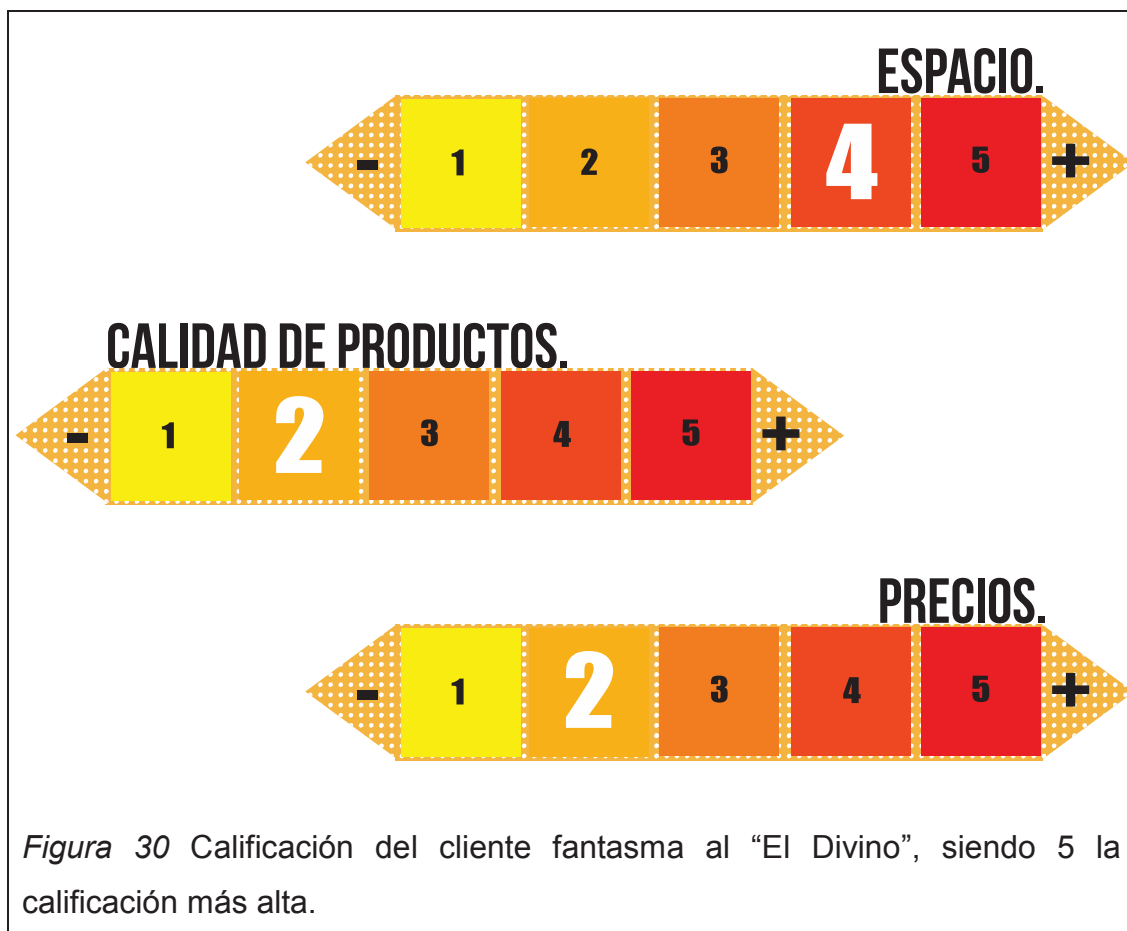 ESPACIO.
- 1 2 3 4 5 +
CALIDAD DE PRODUCTOS.
- 1 2 3 4 5 +
PRECIOS.
- 1 2 3 4 5 +
Figura 30 Calificación del cliente fantasma al “El Divino”, siendo 5 la
calificación más alta.